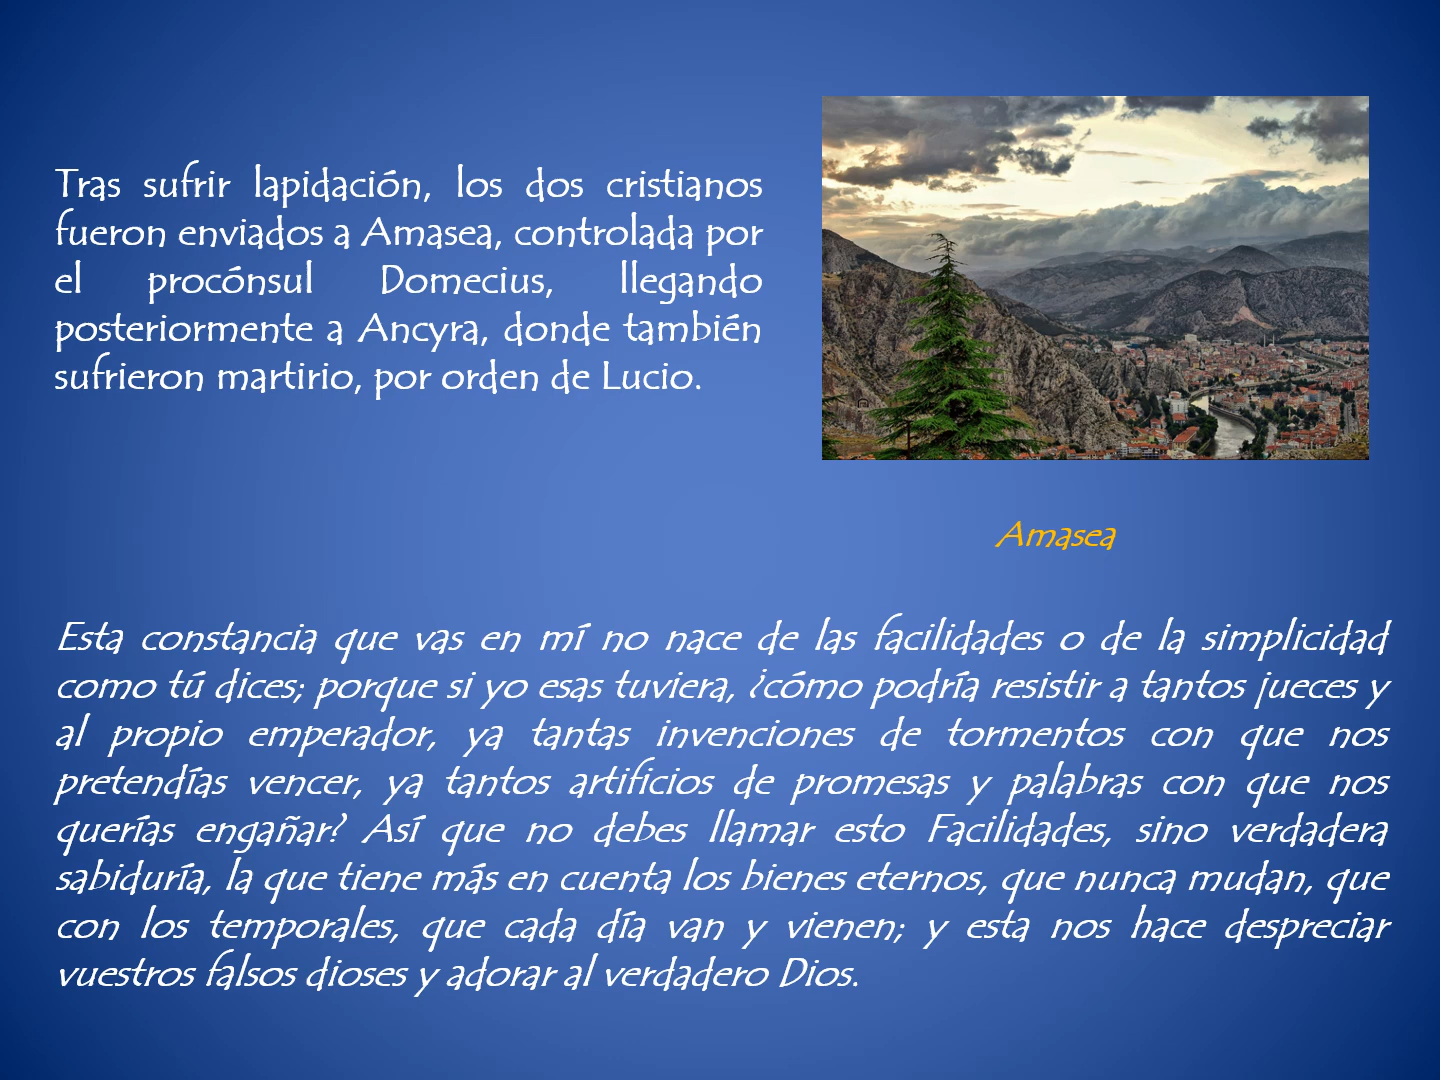 Tras sufrir lapidación, los dos cristianos
fueron enviados a Amasea, controlada por
el procónsul Domecius, llegando
posteriormente a Ancyra, donde también
sufrieron martirio, por orden de Lucio.
Amasea
Esta constancia que vas en mí no nace de las facilidades o de la simplicidad
como tú dices; porque si yo esas tuviera, ¿cómo podría resistir a tantos jueces y
al propio emperador, ya tantas invenciones de tormentos con que nos
pretendías vencer, ya tantos artificios de promesas y palabras con que nos
querías engañar? Así que no debes llamar esto Facilidades, sino verdadera
sabiduría, la que tiene más en cuenta los bienes eternos, que nunca mudan, que
con los temporales, que cada día van y vienen; y esta nos hace despreciar
vuestros falsos dioses y adorar al verdadero Dios.